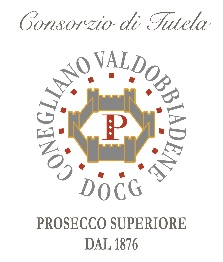 Consorzio di Tutela
CONEGLIANO VALDOBBIADENE
P
DOCG
PROSECCO SUPERIORE
DAL 1876